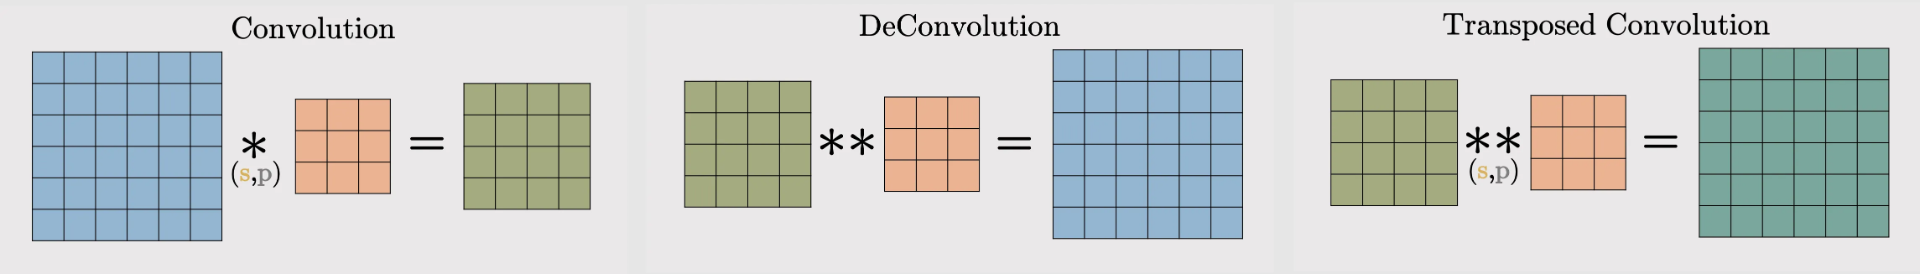 Convolution
* =
(s,p)
DeConvolution
** =
Transposed Convolution
** =
(s,p)